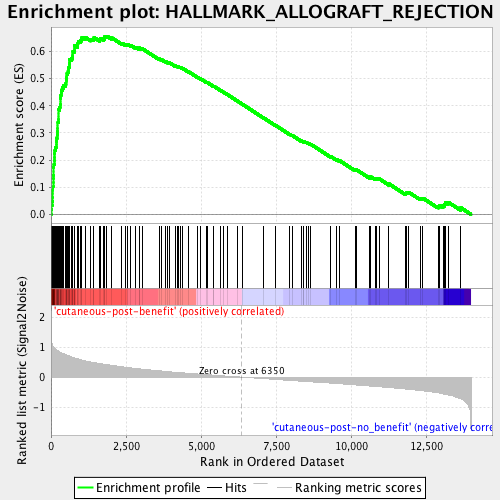 Enrichment plot: HALLMARK_ALLOGRAFT_REJECTION
Enrichment score (ES)
0.6
0.5
0.4
0.3
0.2
0.1
0.0
'cutaneous-post-benefit' (positively correlated)
Ranked list metric (Signal2Noise)
2
1
0
-1
Zero cross at 6350
'cutaneous-post-no_benefit' (negatively corre
0
2,500
5,000
7,500
10,000
12,500
Rank in Ordered Dataset
Enrichment profile
Hits
Ranking metric scores